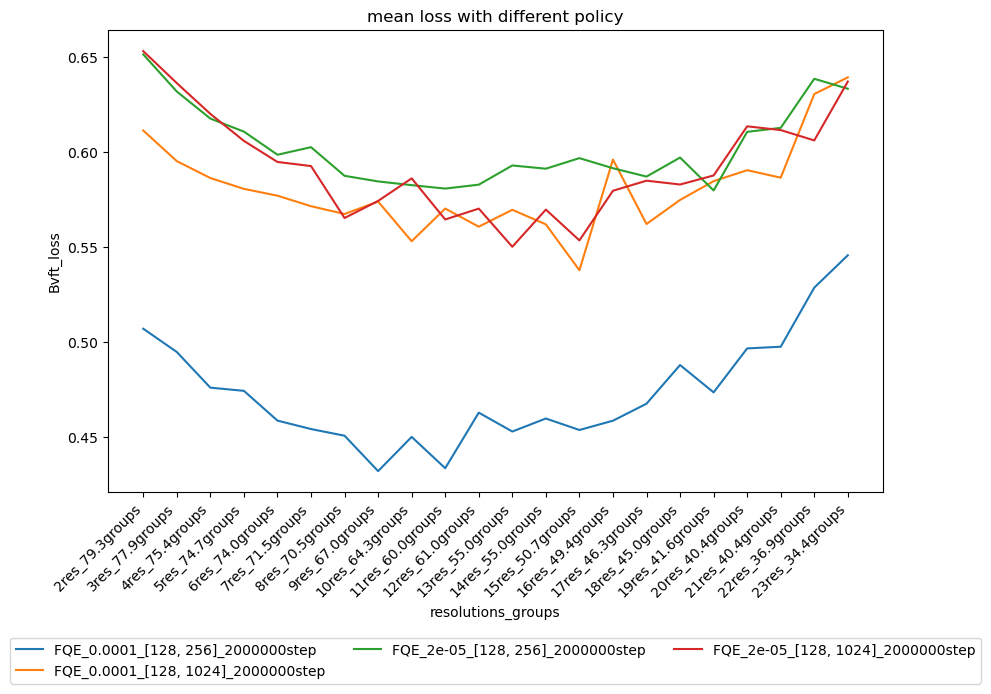 mean loss with different policy
Bvft_loss
0.65
0.60
0.55
0.50
0.45
2res_79.3groups
3res_77.9groups
4res_75.4groups
5res_74.7groups
6res_74.0groups
7res_71.5groups
8res_70.5groups
9res_67.0groups
10res_64.3groups
11res_60.0groups
12res_61.0groups
13res_55.0groups
14res_55.0groups
15res_50.7groups
16res_49.4groups
17res_46.3groups
18res_45.0groups
19res_41.6groups
20res_40.4groups
21res_40.4groups
22res_36.9groups
23res_34.4groups
resolutions_groups
FQE_0.0001_[128, 256]_2000000step
FQE_0.0001_[128, 1024]_2000000step
FQE_2e-05_[128, 256]_2000000step
FQE_2e-05_[128, 1024]_2000000step